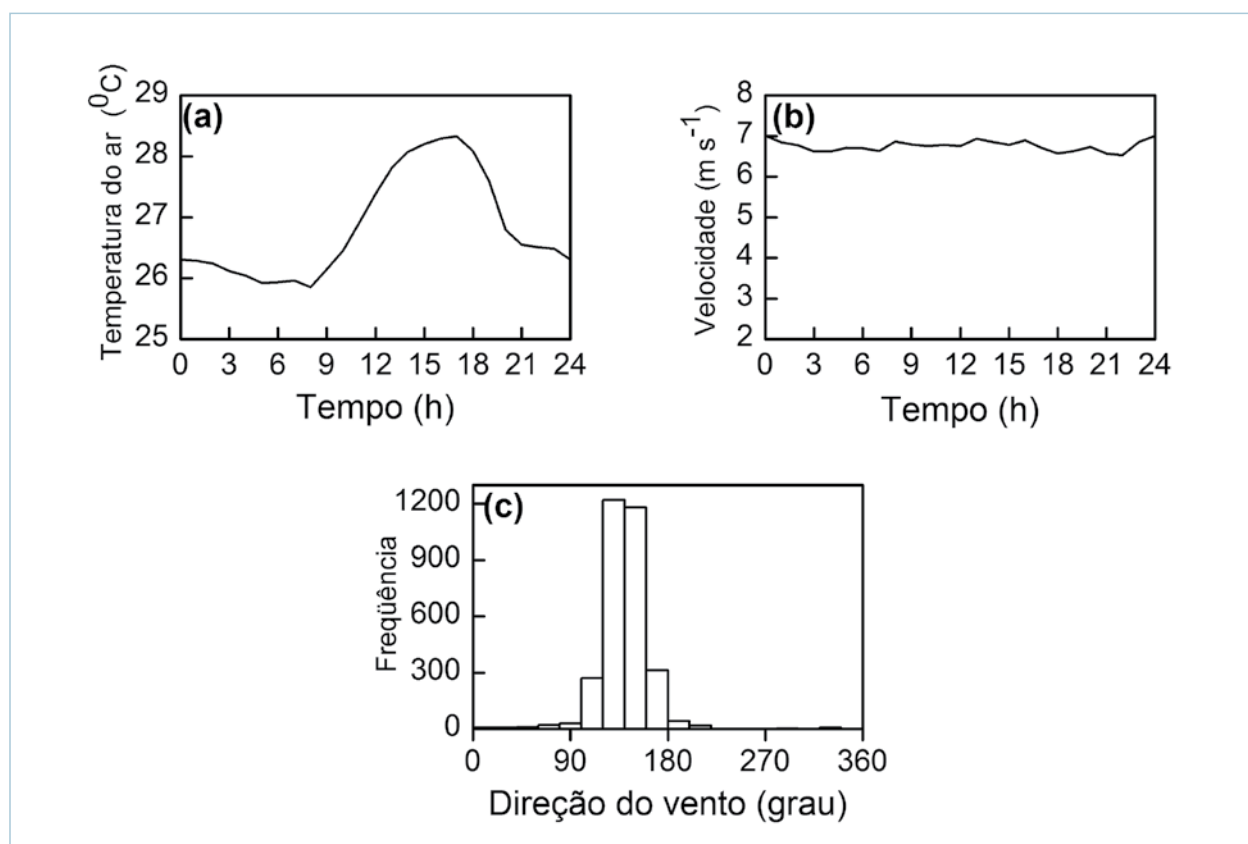 (a)
Temperatura do ar (⁰C)
29
28
27
26
25
0 3 6 9 12 15 18 21 24
Tempo (h)
(b)
Velocidade (m s⁻¹)
8
7
6
5
4
3
2
0 3 6 9 12 15 18 21 24
Tempo (h)
(c)
Freqüência
1200
900
600
300
0
0 90 180 270 360
Direção do vento (grau)